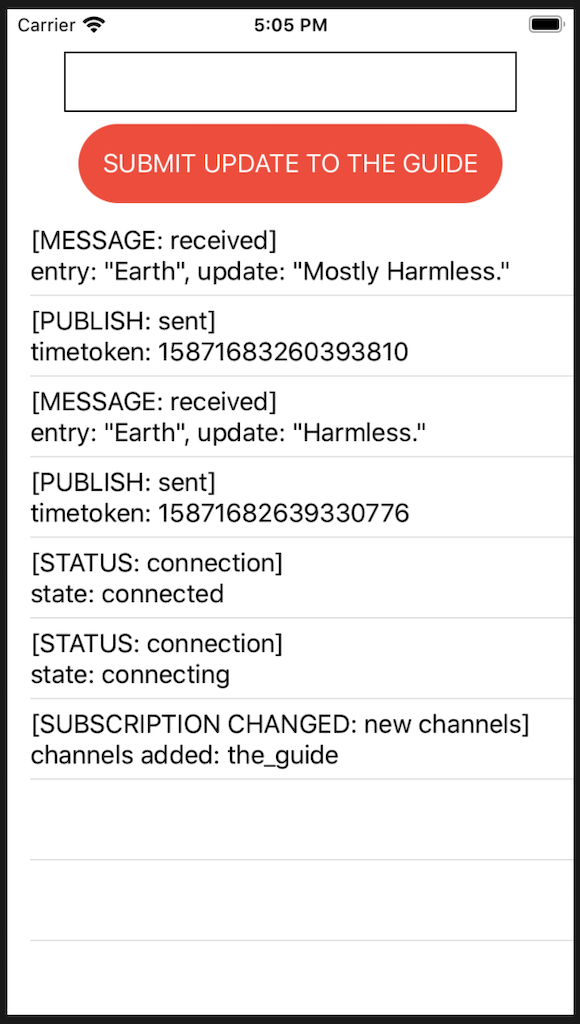 Carrier 5:05 PM
SUBMIT UPDATE TO THE GUIDE
[MESSAGE: received]
entry: "Earth", update: "Mostly Harmless."
[PUBLISH: sent]
timetoken: 15871683260393810
[MESSAGE: received]
entry: "Earth", update: "Harmless."
[PUBLISH: sent]
timetoken: 15871682639330776
[STATUS: connection]
state: connected
[STATUS: connection]
state: connecting
[SUBSCRIPTION CHANGED: new channels]
channels added: the_guide